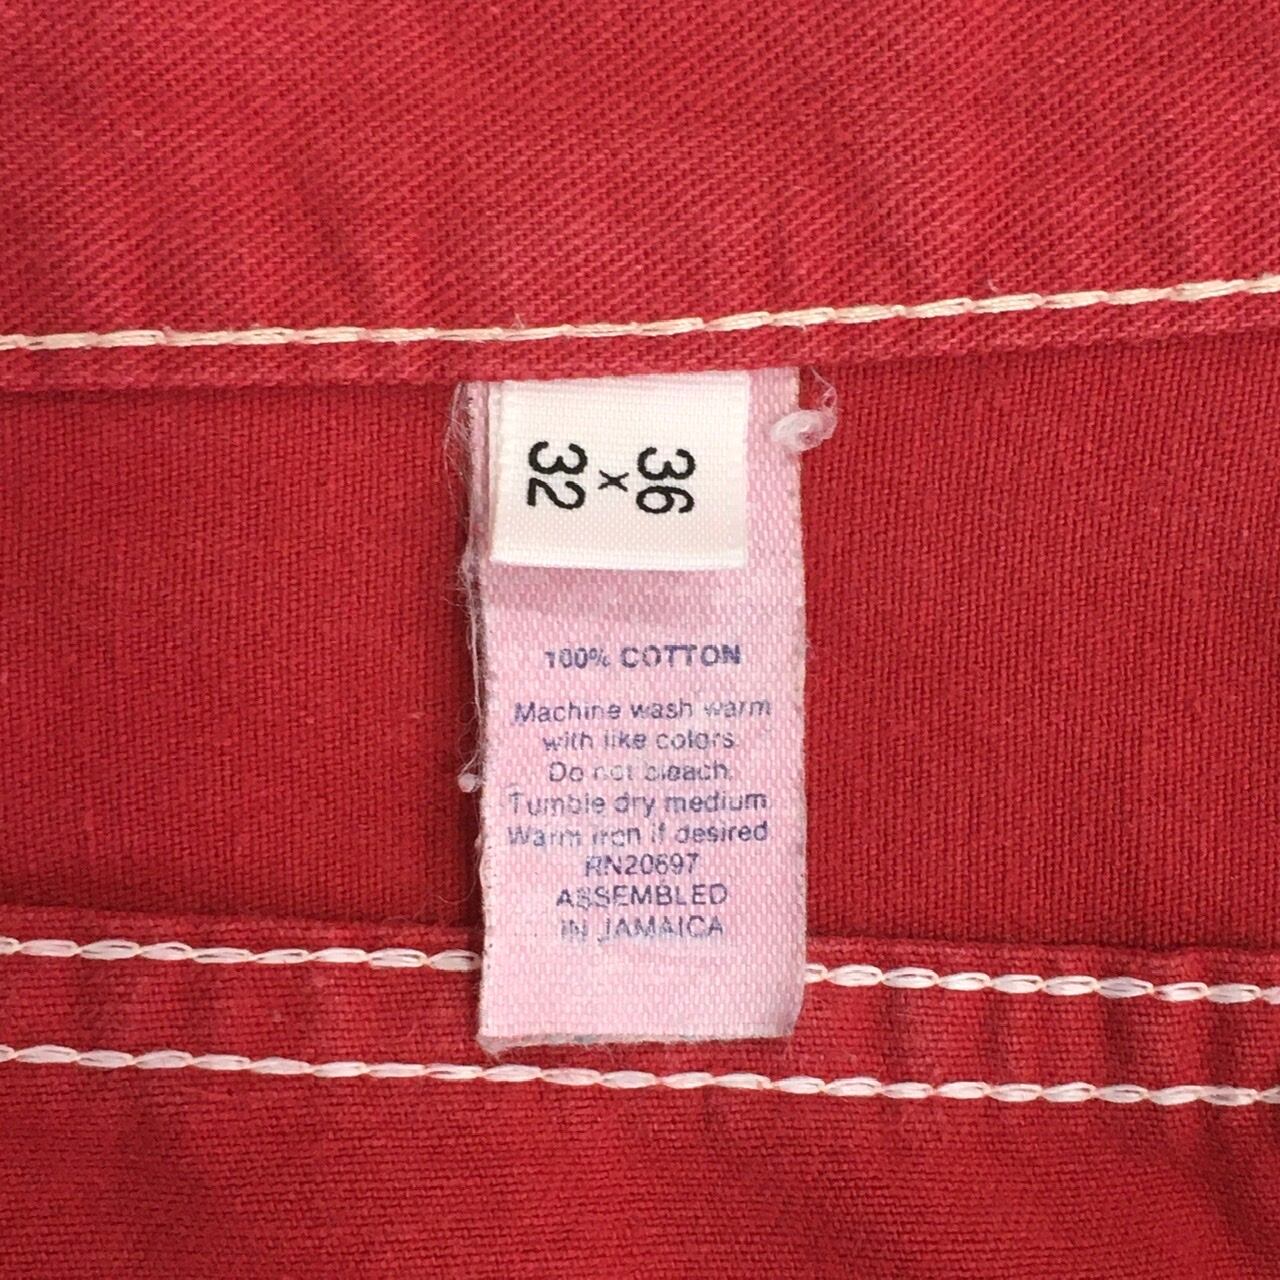 36
x
32
100% COTTON
Machine wash warm
with like colors
Do not bleach.
Tumble dry medium
Warm iron if desired
RN20697
ASSEMBLED
IN JAMAICA